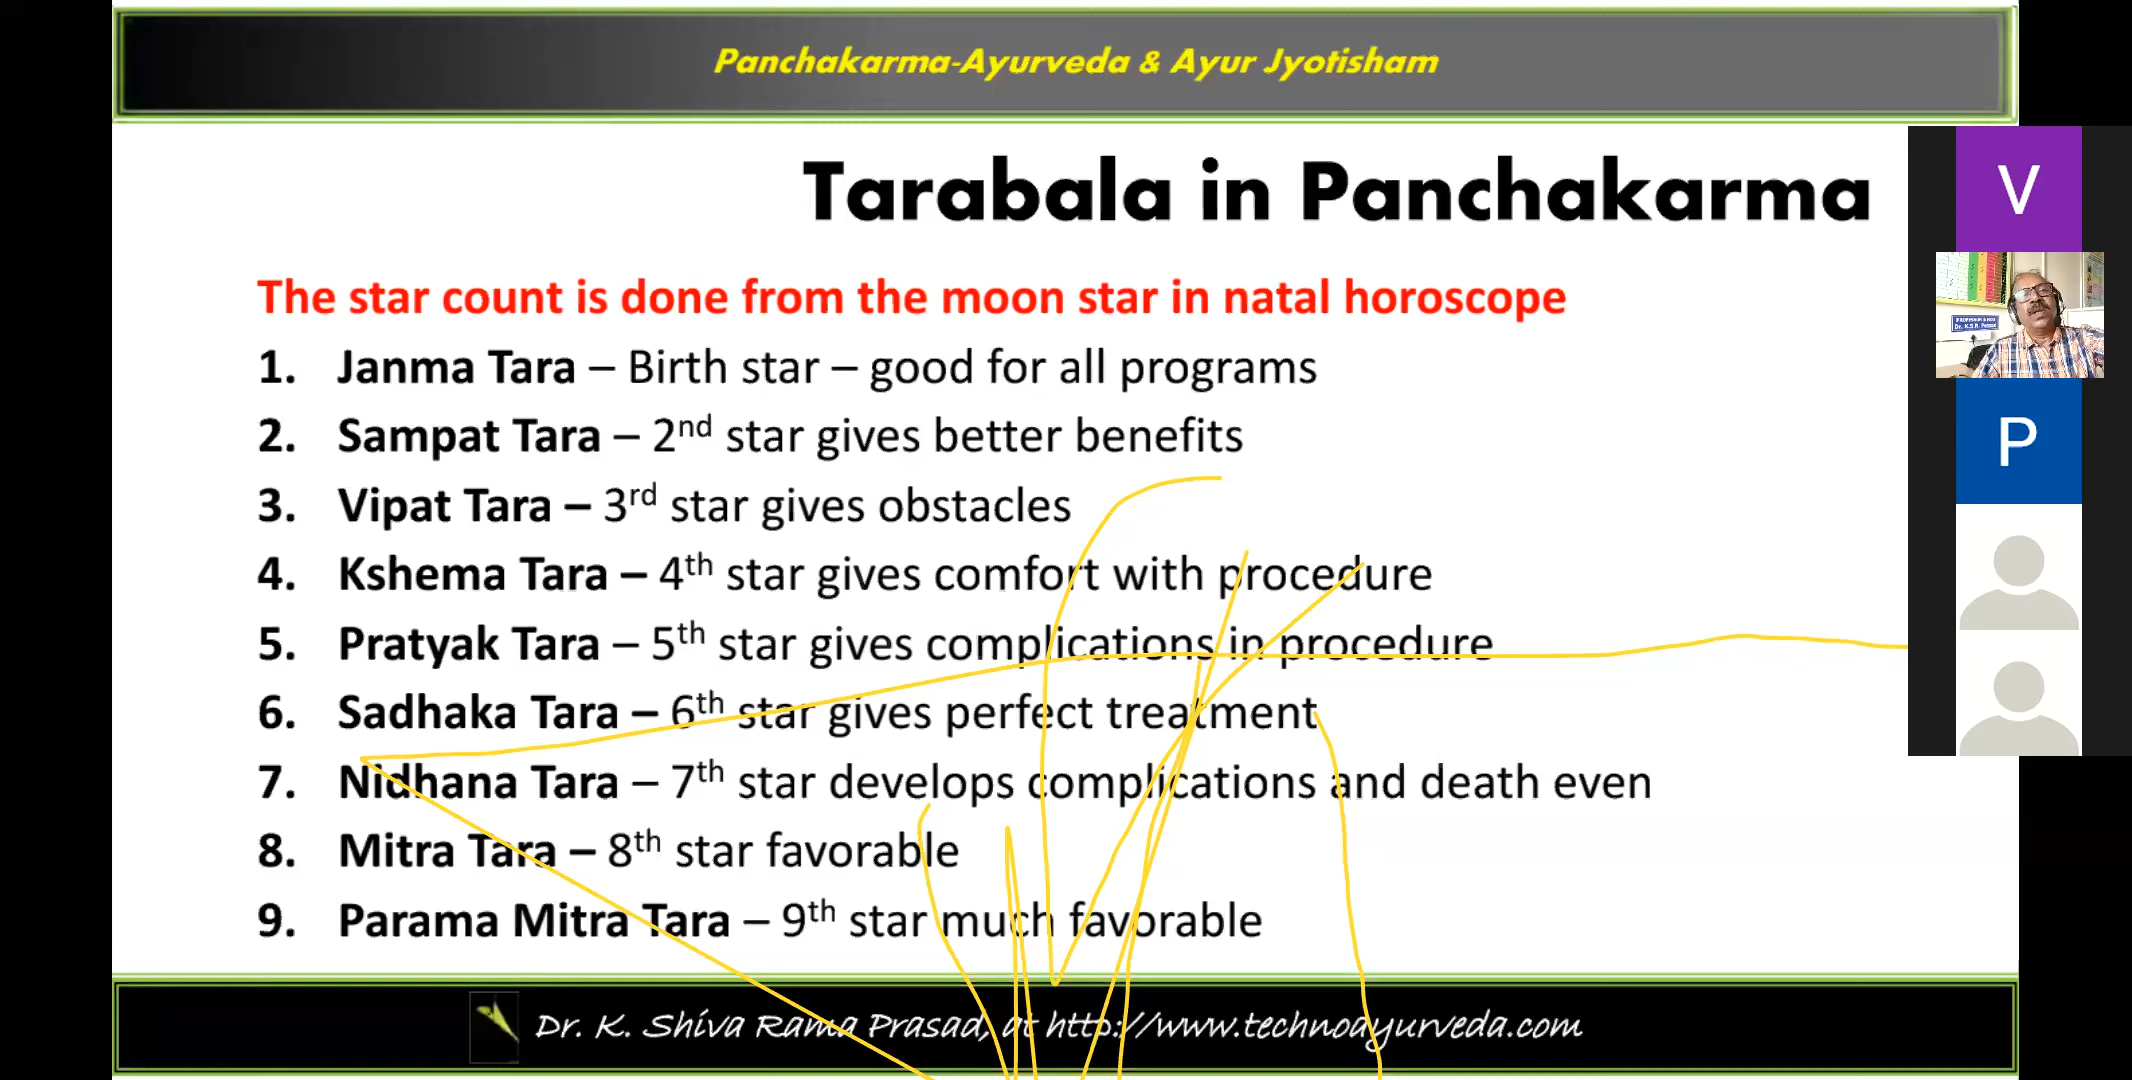 Panchakarma-Ayurveda & Ayur Jyotisham
Tarabala in Panchakarma
The star count is done from the moon star in natal horoscope
1. Janma Tara – Birth star – good for all programs
2. Sampat Tara – 2nd star gives better benefits
3. Vipat Tara – 3rd star gives obstacles
4. Kshema Tara – 4th star gives comfort with procedure
5. Pratyak Tara – 5th star gives complications in procedure
6. Sadhaka Tara – 6th star gives perfect treatment
7. Nidhana Tara – 7th star develops complications and death even
8. Mitra Tara – 8th star favorable
9. Parama Mitra Tara – 9th star much favorable
Dr. K. Shiva Rama Prasad, at http://www.technoayurveda.com
V
PROFESSOR & HOD
Dr. K.S.R. Prasad
P